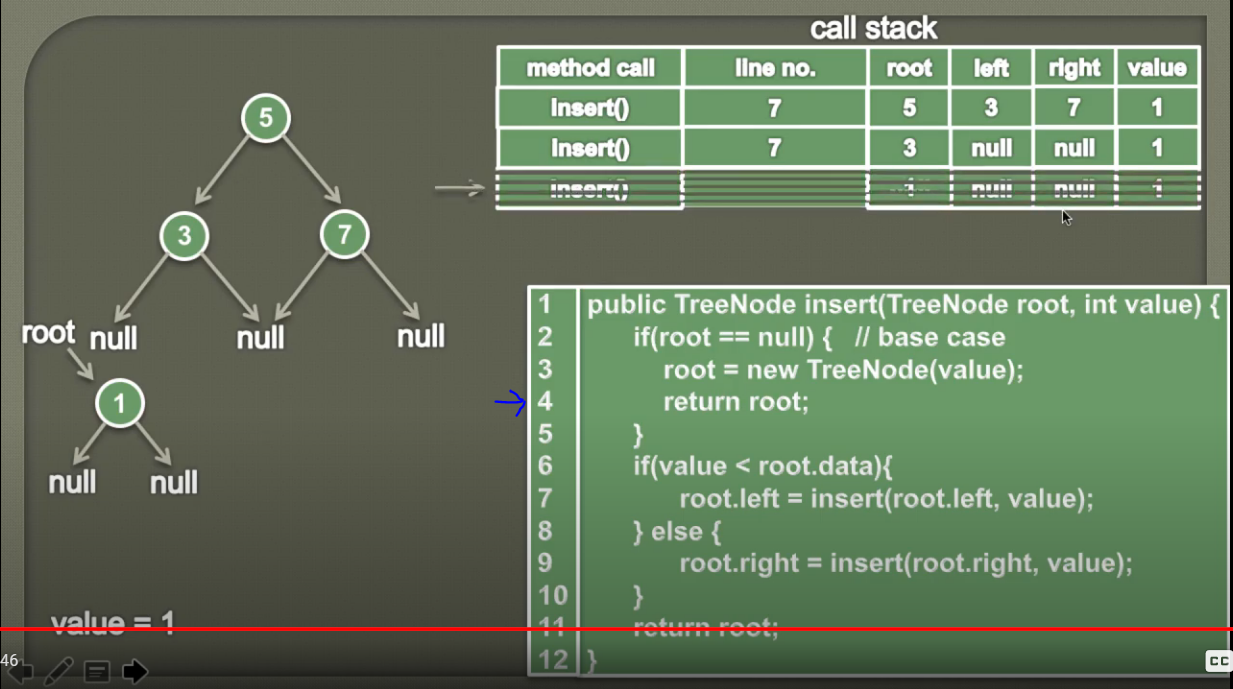 call stack
method call line no. root left right value
insert() 7 5 3 7 1
insert() 7 3 null null 1
insert() 1 null null 1
5
3 7
root null null null
1
null null
value = 1
1 public TreeNode insert(TreeNode root, int value) {
2 if(root == null) { // base case
3 root = new TreeNode(value);
4 return root;
5 }
6 if(value < root.data){
7 root.left = insert(root.left, value);
8 } else {
9 root.right = insert(root.right, value);
10 }
11 return root;
12 }
46
CC